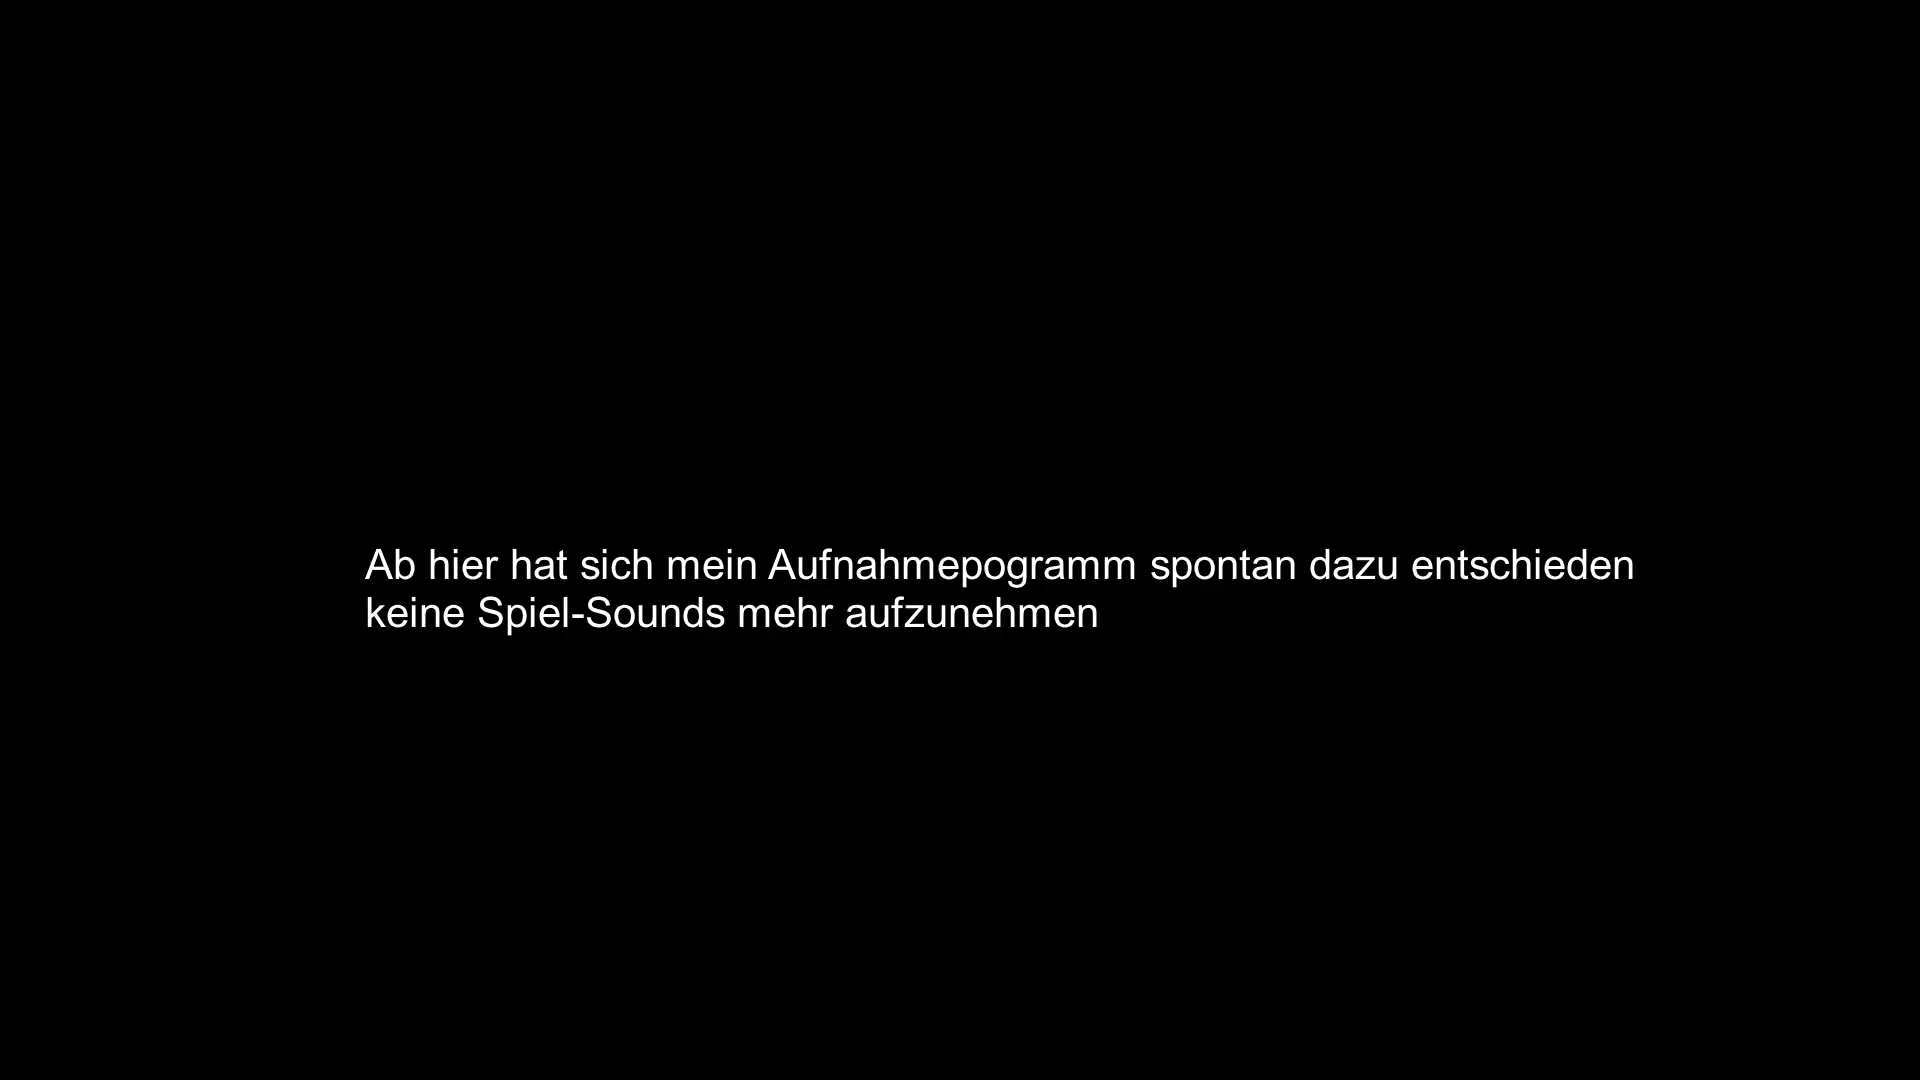 Ab hier hat sich mein Aufnahmepogramm spontan dazu entschieden
keine Spiel-Sounds mehr aufzunehmen